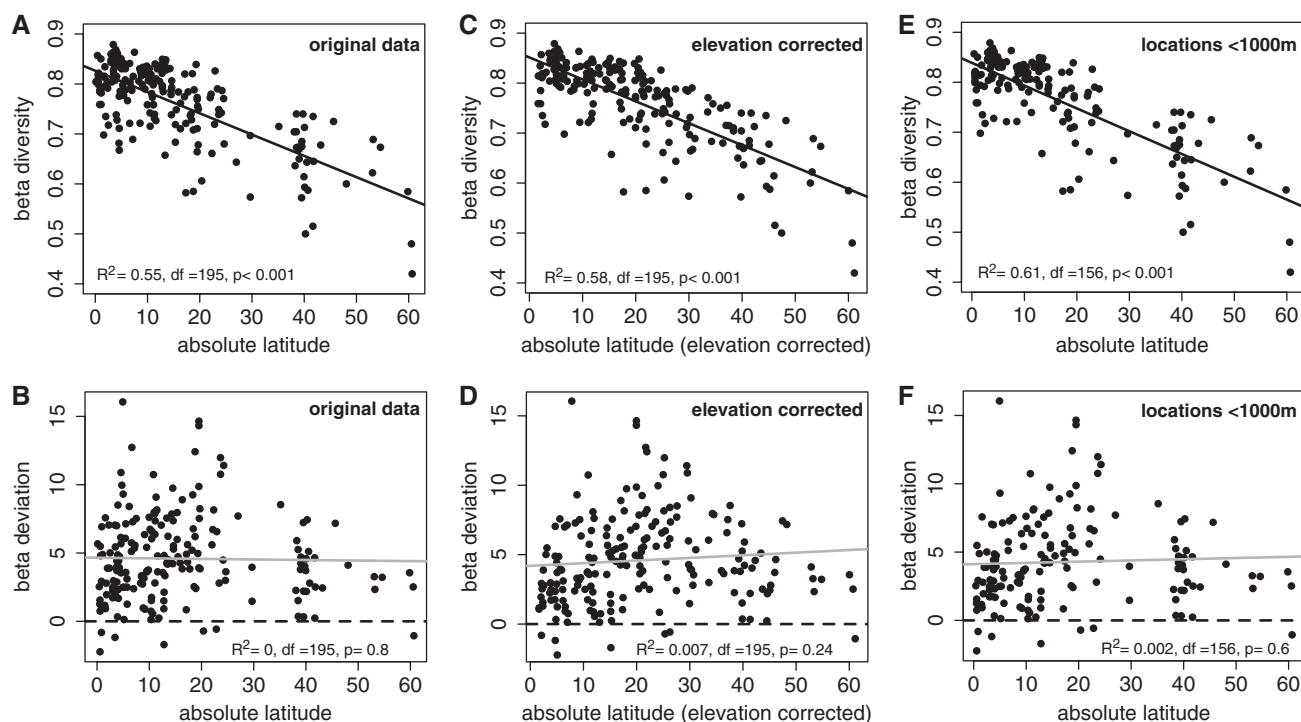 A
original data
beta diversity
0.9
0.8
0.7
0.6
0.5
0.4
R2= 0.55, df =195, p< 0.001
0 10 20 30 40 50 60
absolute latitude
C
elevation corrected
beta diversity
0.9
0.8
0.7
0.6
0.5
0.4
R2= 0.58, df =195, p< 0.001
0 10 20 30 40 50 60
absolute latitude (elevation corrected)
E
locations <1000m
beta diversity
0.9
0.8
0.7
0.6
0.5
0.4
R2= 0.61, df =156, p< 0.001
0 10 20 30 40 50 60
absolute latitude
B
original data
beta deviation
15
10
5
0
R2= 0, df =195, p= 0.8
0 10 20 30 40 50 60
absolute latitude
D
elevation corrected
beta deviation
15
10
5
0
R2= 0.007, df =195, p= 0.24
0 10 20 30 40 50 60
absolute latitude (elevation corrected)
F
locations <1000m
beta deviation
15
10
5
0
R2= 0.002, df =156, p= 0.6
0 10 20 30 40 50 60
absolute latitude